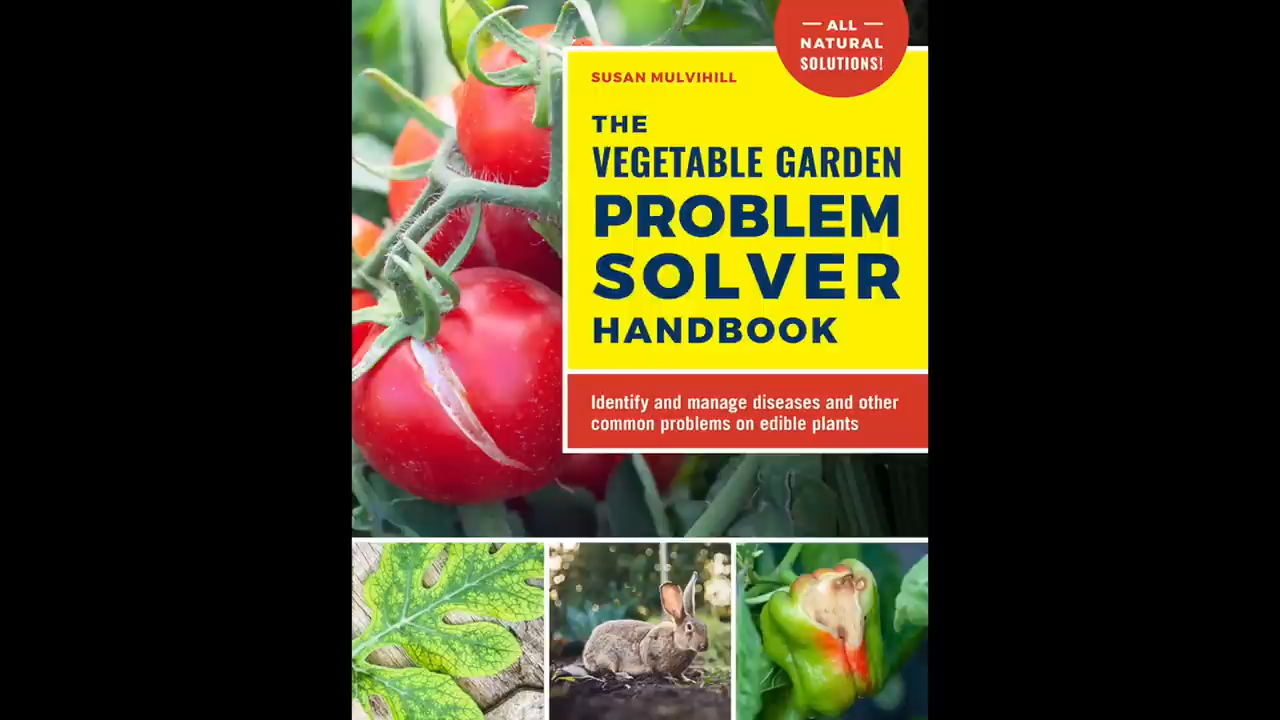 — ALL —
NATURAL
SOLUTIONS!
SUSAN MULVIHILL
THE
VEGETABLE GARDEN
PROBLEM
SOLVER
HANDBOOK
Identify and manage diseases and other
common problems on edible plants